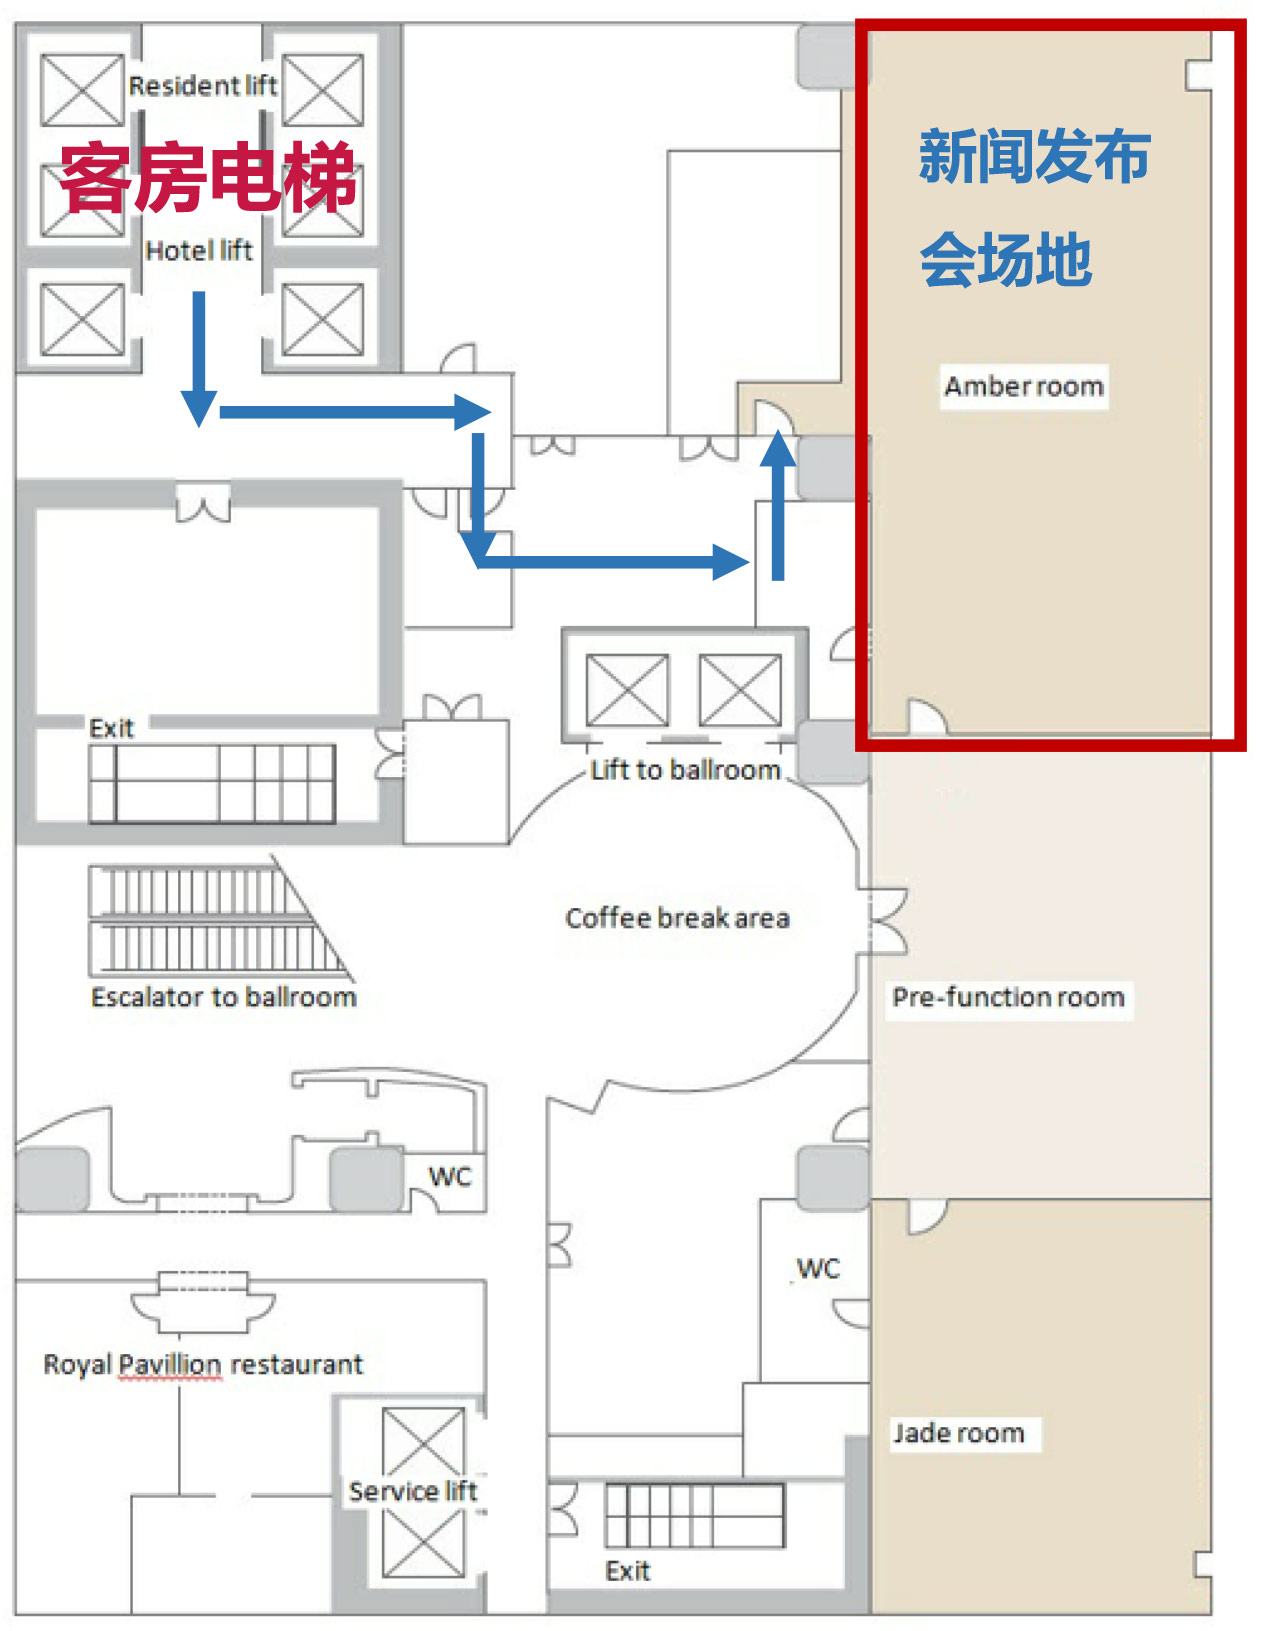 Resident lift
客房电梯
Hotel lift
新闻发布
会场地
Amber room
Exit
Lift to ballroom
Coffee break area
Escalator to ballroom
Pre-function room
WC
WC
Royal Pavillion restaurant
Jade room
Service lift
Exit